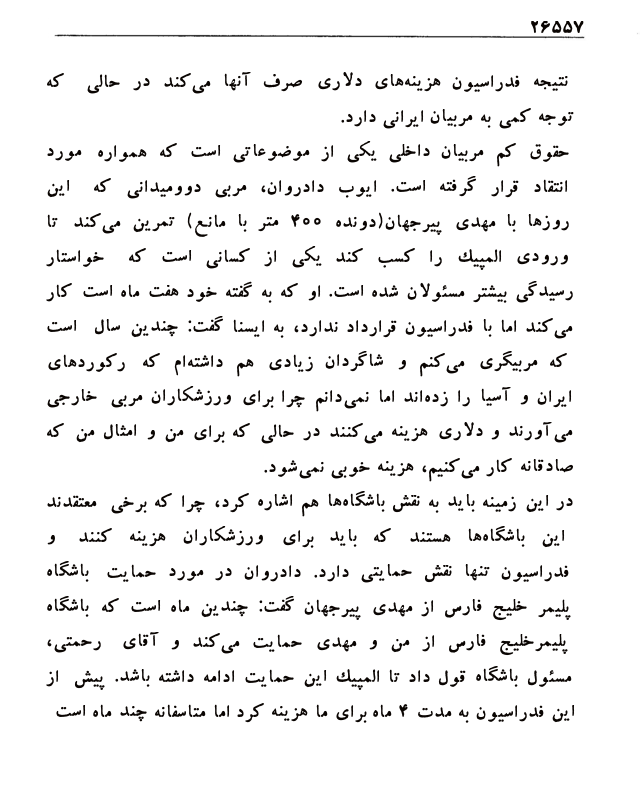 ۲۶۵۵۷
نتیجه فدراسیون هزینه‌های دلاری صرف آنها می‌کند در حالی که
توجه کمی به مربیان ایرانی دارد.
حقوق کم مربیان داخلی یکی از موضوعاتی است که همواره مورد
انتقاد قرار گرفته است. ایوب دادروان، مربی دوومیدانی که این
روزها با مهدی پیرجهان(دونده ۴۰۰ متر با مانع) تمرین می‌کند تا
ورودی المپیک را کسب کند یکی از کسانی است که خواستار
رسیدگی بیشتر مسئولان شده است. او که به گفته خود هفت ماه است کار
می‌کند اما با فدراسیون قرارداد ندارد، به ایسنا گفت: چندین سال است
که مربیگری می‌کنم و شاگردان زیادی هم داشته‌ام که رکوردهای
ایران و آسیا را زده‌اند اما نمی‌دانم چرا برای ورزشکاران مربی خارجی
می‌آورند و دلاری هزینه می‌کنند در حالی که برای من و امثال من که
صادقانه کار می‌کنیم، هزینه خوبی نمی‌شود.
در این زمینه باید به نقش باشگاه‌ها هم اشاره کرد، چرا که برخی معتقدند
این باشگاه‌ها هستند که باید برای ورزشکاران هزینه کنند و
فدراسیون تنها نقش حمایتی دارد. دادروان در مورد حمایت باشگاه
پلیمر خلیج فارس از مهدی پیرجهان گفت: چندین ماه است که باشگاه
پلیمرخلیج فارس از من و مهدی حمایت می‌کند و آقای رحمتی،
مسئول باشگاه قول داد تا المپیک این حمایت ادامه داشته باشد. پیش از
این فدراسیون به مدت ۴ ماه برای ما هزینه کرد اما متاسفانه چند ماه است